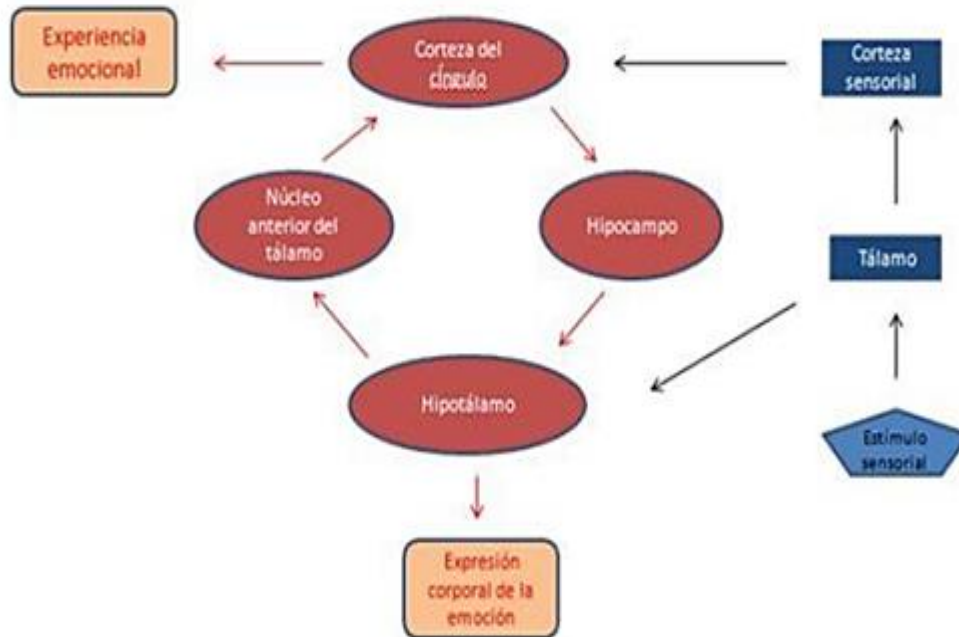 Experiencia
emocional
Corteza del
cíngulo
Corteza
sensorial
Núcleo
anterior del
tálamo
Hipocampo
Tálamo
Hipotálamo
Estímulo
sensorial
Expresión
corporal de la
emoción